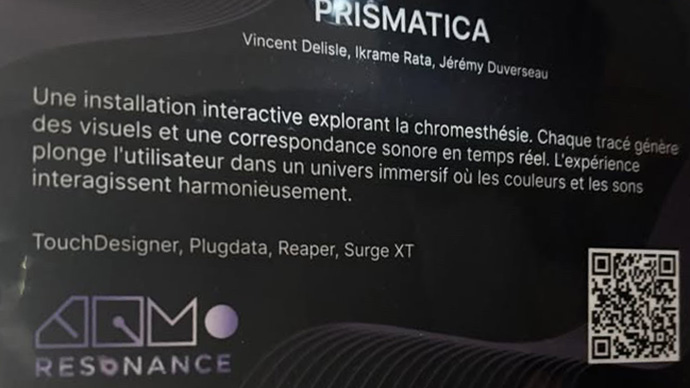 PRISMATICA
Vincent Delisle, Ikrame Rata, Jérémy Duverseau
Une installation interactive explorant la chromesthésie. Chaque tracé génère
des visuels et une correspondance sonore en temps réel. L'expérience
plonge l'utilisateur dans un univers immersif où les couleurs et les sons
interagissent harmonieusement.
TouchDesigner, Plugdata, Reaper, Surge XT
RESONANCE